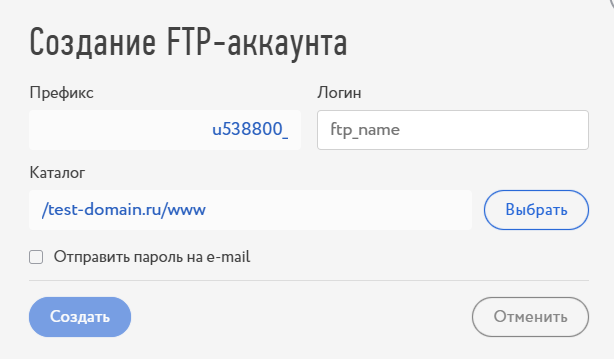 Создание FTP-аккаунта
Префикс Логин
u538800_ ftp_name
Каталог
/test-domain.ru/www Выбрать
Отправить пароль на e-mail
Создать Отменить